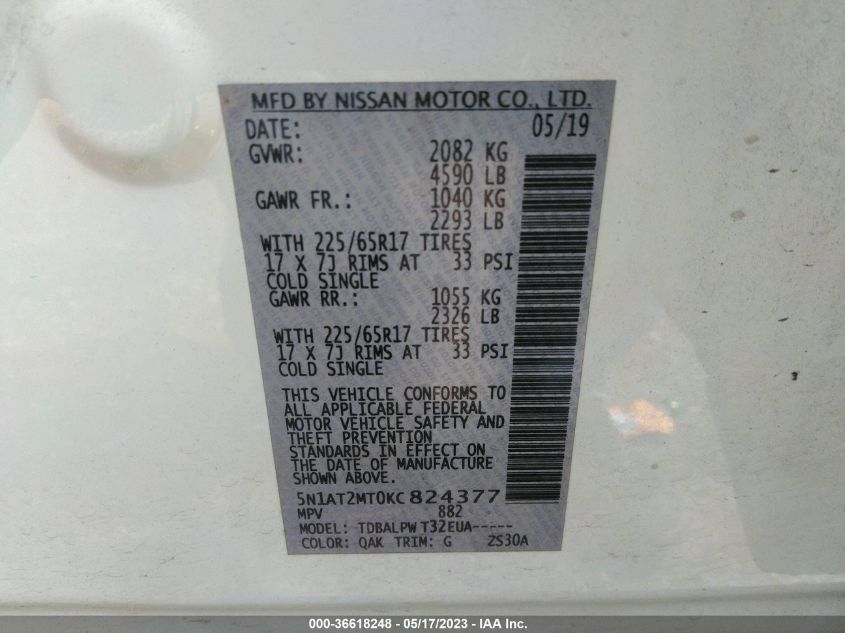 MFD BY NISSAN MOTOR CO., LTD.
DATE: 05/19
GVWR: 2082 KG
4590 LB
GAWR FR.: 1040 KG
2293 LB
WITH 225/65R17 TIRES
17 X 7J RIMS AT 33 PSI
COLD SINGLE
GAWR RR.: 1055 KG
2326 LB
WITH 225/65R17 TIRES
17 X 7J RIMS AT 33 PSI
COLD SINGLE
THIS VEHICLE CONFORMS TO
ALL APPLICABLE FEDERAL
MOTOR VEHICLE SAFETY AND
THEFT PREVENTION
STANDARDS IN EFFECT ON
THE DATE OF MANUFACTURE
SHOWN ABOVE.
5N1AT2MT0KC824377
MPV 882
MODEL: TDBALPW T32EUA-----
COLOR: QAK TRIM: G 2S30A
000-36618248 - 05/17/2023 - IAA Inc.